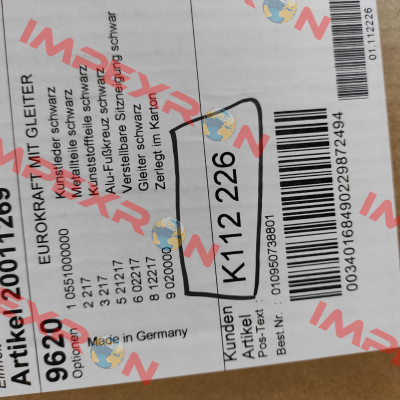 Artikel 20011269
9620 EUROKRAFT MIT GLEITER
Optionen
1 0551000000 Kunstleder schwarz
2 217 Metallteile schwarz
3 217 Kunststoffteile schwarz
5 21217 Alu-Fußkreuz schwarz
6 02217 Verstellbare Sitzneigung schwar
8 12217 Gleiter schwarz
9 020000 Zerlegt im Karton
Made in Germany
Kunden
Artikel K112 226
Pos-Text :
Best.Nr. : 010950738801
00340168490229872494
01.112226
IMPEXRON